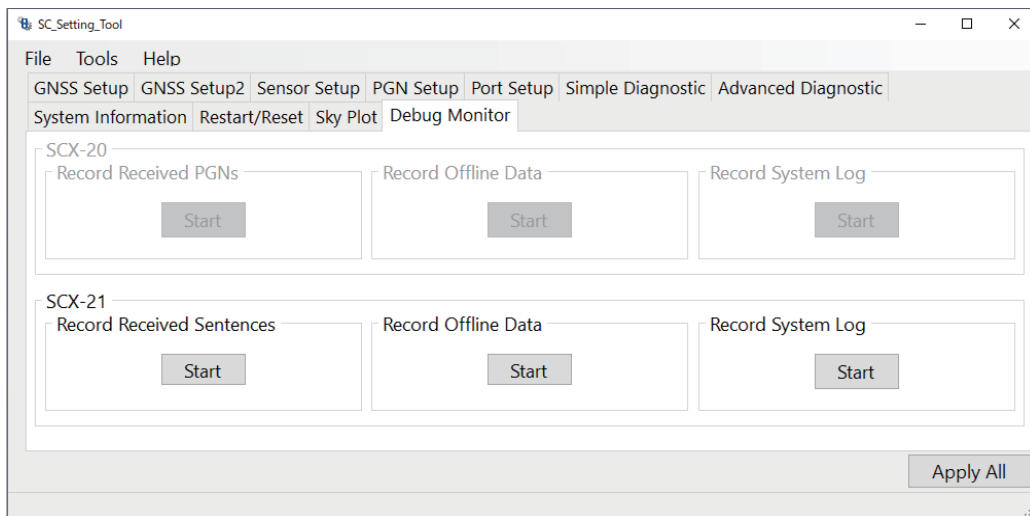 SC_Setting_Tool
File Tools Help
GNSS Setup GNSS Setup2 Sensor Setup PGN Setup Port Setup Simple Diagnostic Advanced Diagnostic
System Information Restart/Reset Sky Plot Debug Monitor
SCX-20
Record Received PGNs Record Offline Data Record System Log
Start Start Start
SCX-21
Record Received Sentences Record Offline Data Record System Log
Start Start Start
Apply All